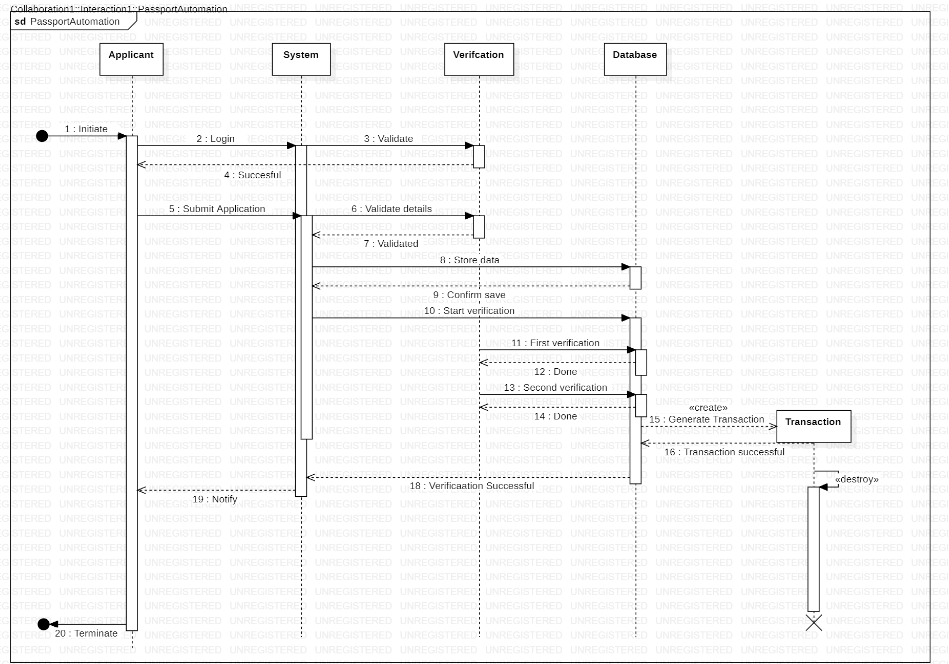 Collaboration1::Interaction1::PassportAutomation
sd PassportAutomation
Applicant
System
Verifcation
Database
1 : Initiate
2 : Login
3 : Validate
4 : Succesful
5 : Submit Application
6 : Validate details
7 : Validated
8 : Store data
9 : Confirm save
10 : Start verification
11 : First verification
12 : Done
13 : Second verification
14 : Done
«create»
15 : Generate Transaction
Transaction
16 : Transaction successful
«destroy»
18 : Verificaation Successful
19 : Notify
20 : Terminate
UNREGISTERED